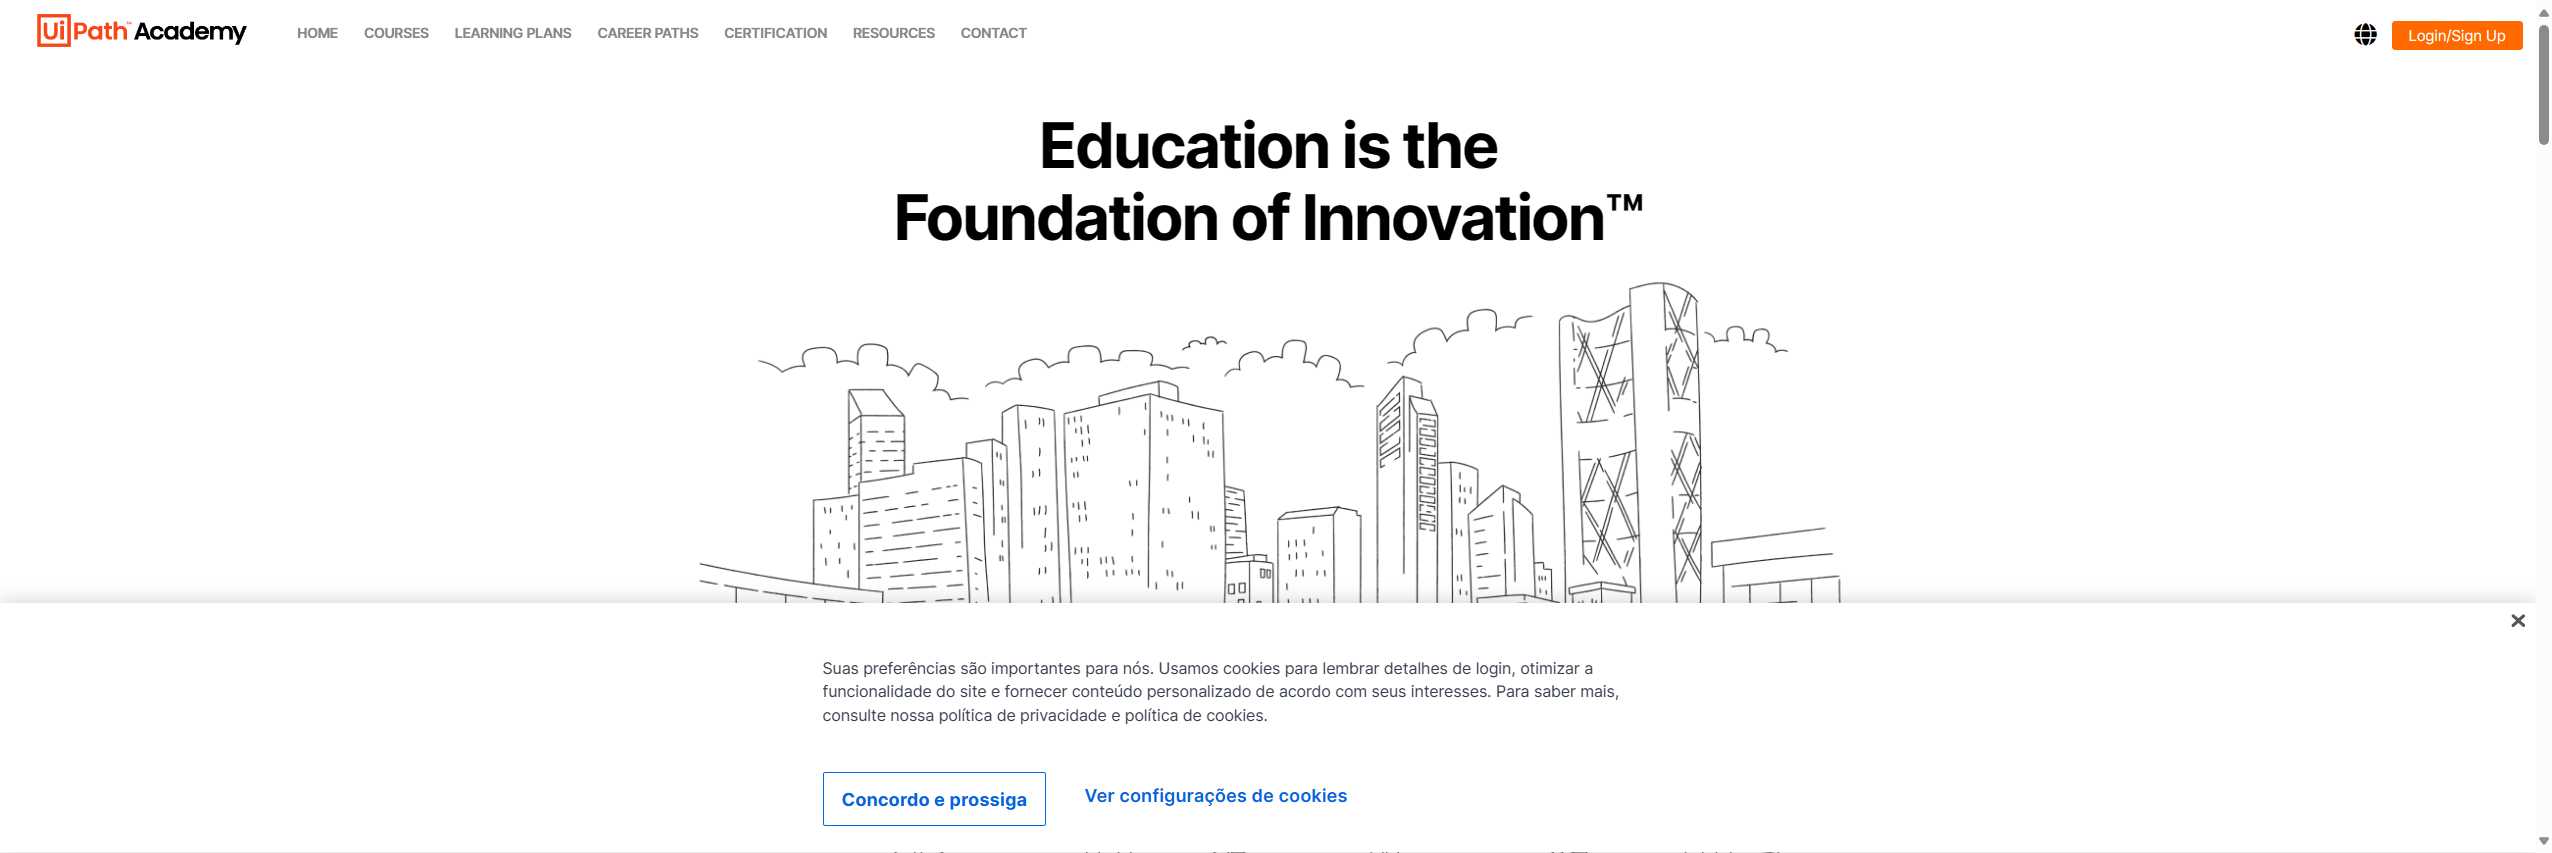 UiPath™ Academy
HOME COURSES LEARNING PLANS CAREER PATHS CERTIFICATION RESOURCES CONTACT
Login/Sign Up
Education is the
Foundation of Innovation™
Suas preferências são importantes para nós. Usamos cookies para lembrar detalhes de login, otimizar a
funcionalidade do site e fornecer conteúdo personalizado de acordo com seus interesses. Para saber mais,
consulte nossa política de privacidade e política de cookies.
Concordo e prossiga
Ver configurações de cookies